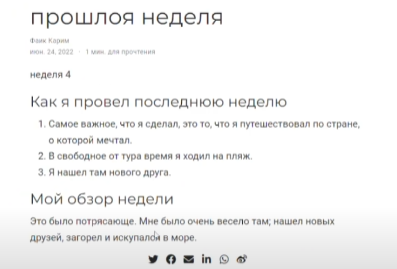 прошлоя неделя
Фаик Карим
июн. 24, 2022 · 1 мин. для прочтения
неделя 4
Как я провел последнюю неделю
1. Самое важное, что я сделал, это то, что я путешествовал по стране,
о которой мечтал.
2. В свободное от тура время я ходил на пляж.
3. Я нашел там нового друга.
Мой обзор недели
Это было потрясающе. Мне было очень весело там; нашел новых
друзей, загорел и искупался в море.